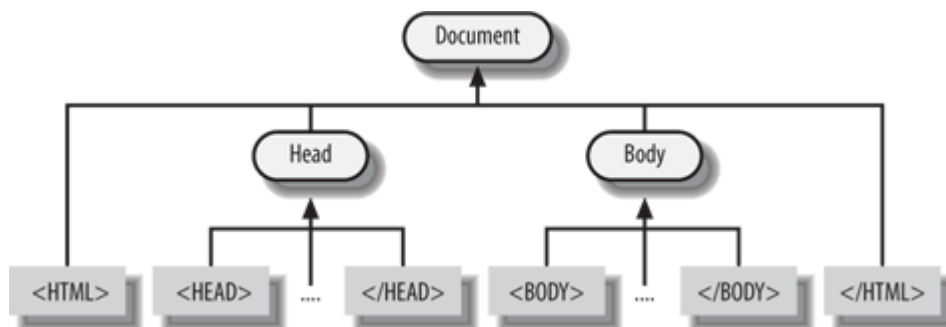 Document
Head
Body
<HTML>
<HEAD>
....
</HEAD>
<BODY>
....
</BODY>
</HTML>